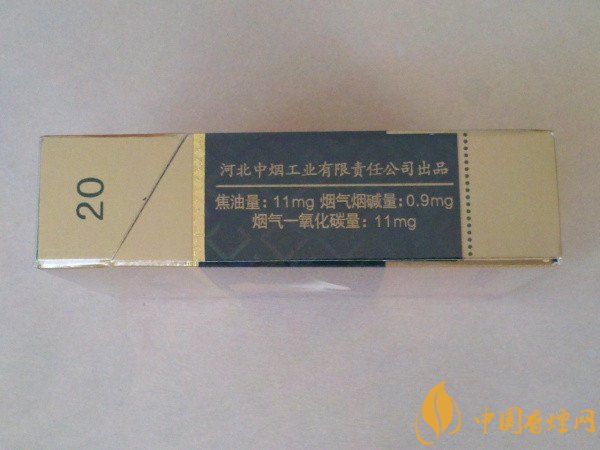 20
河北中烟工业有限责任公司出品
焦油量：11mg 烟气烟碱量：0.9mg
烟气一氧化碳量：11mg
中国香烟网